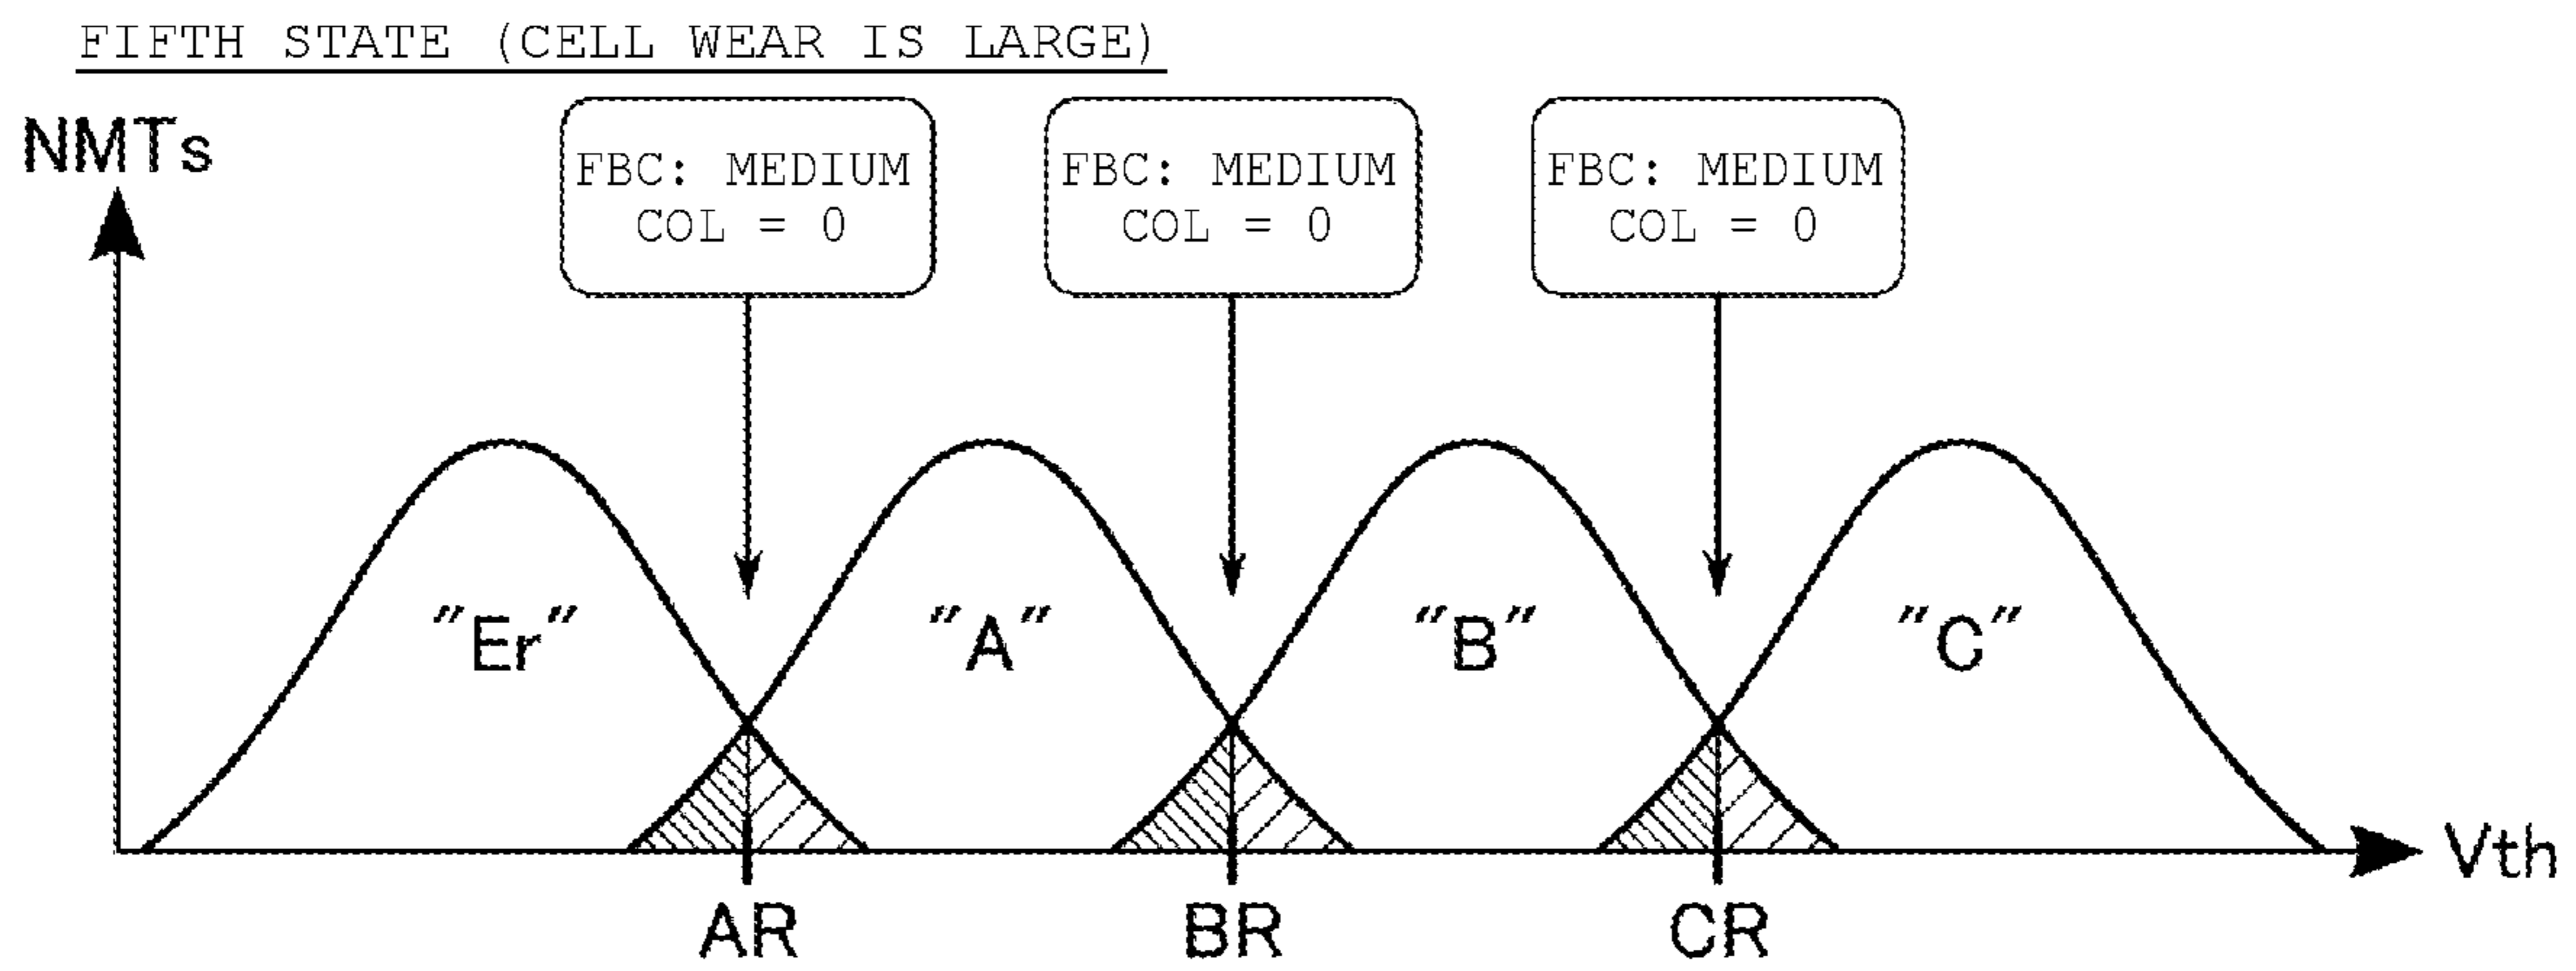 FIFTH STATE (CELL WEAR IS LARGE)
NMTs
FBC: MEDIUM
COL = 0
FBC: MEDIUM
COL = 0
FBC: MEDIUM
COL = 0
"Er"
"A"
"B"
"C"
Vth
AR
BR
CR